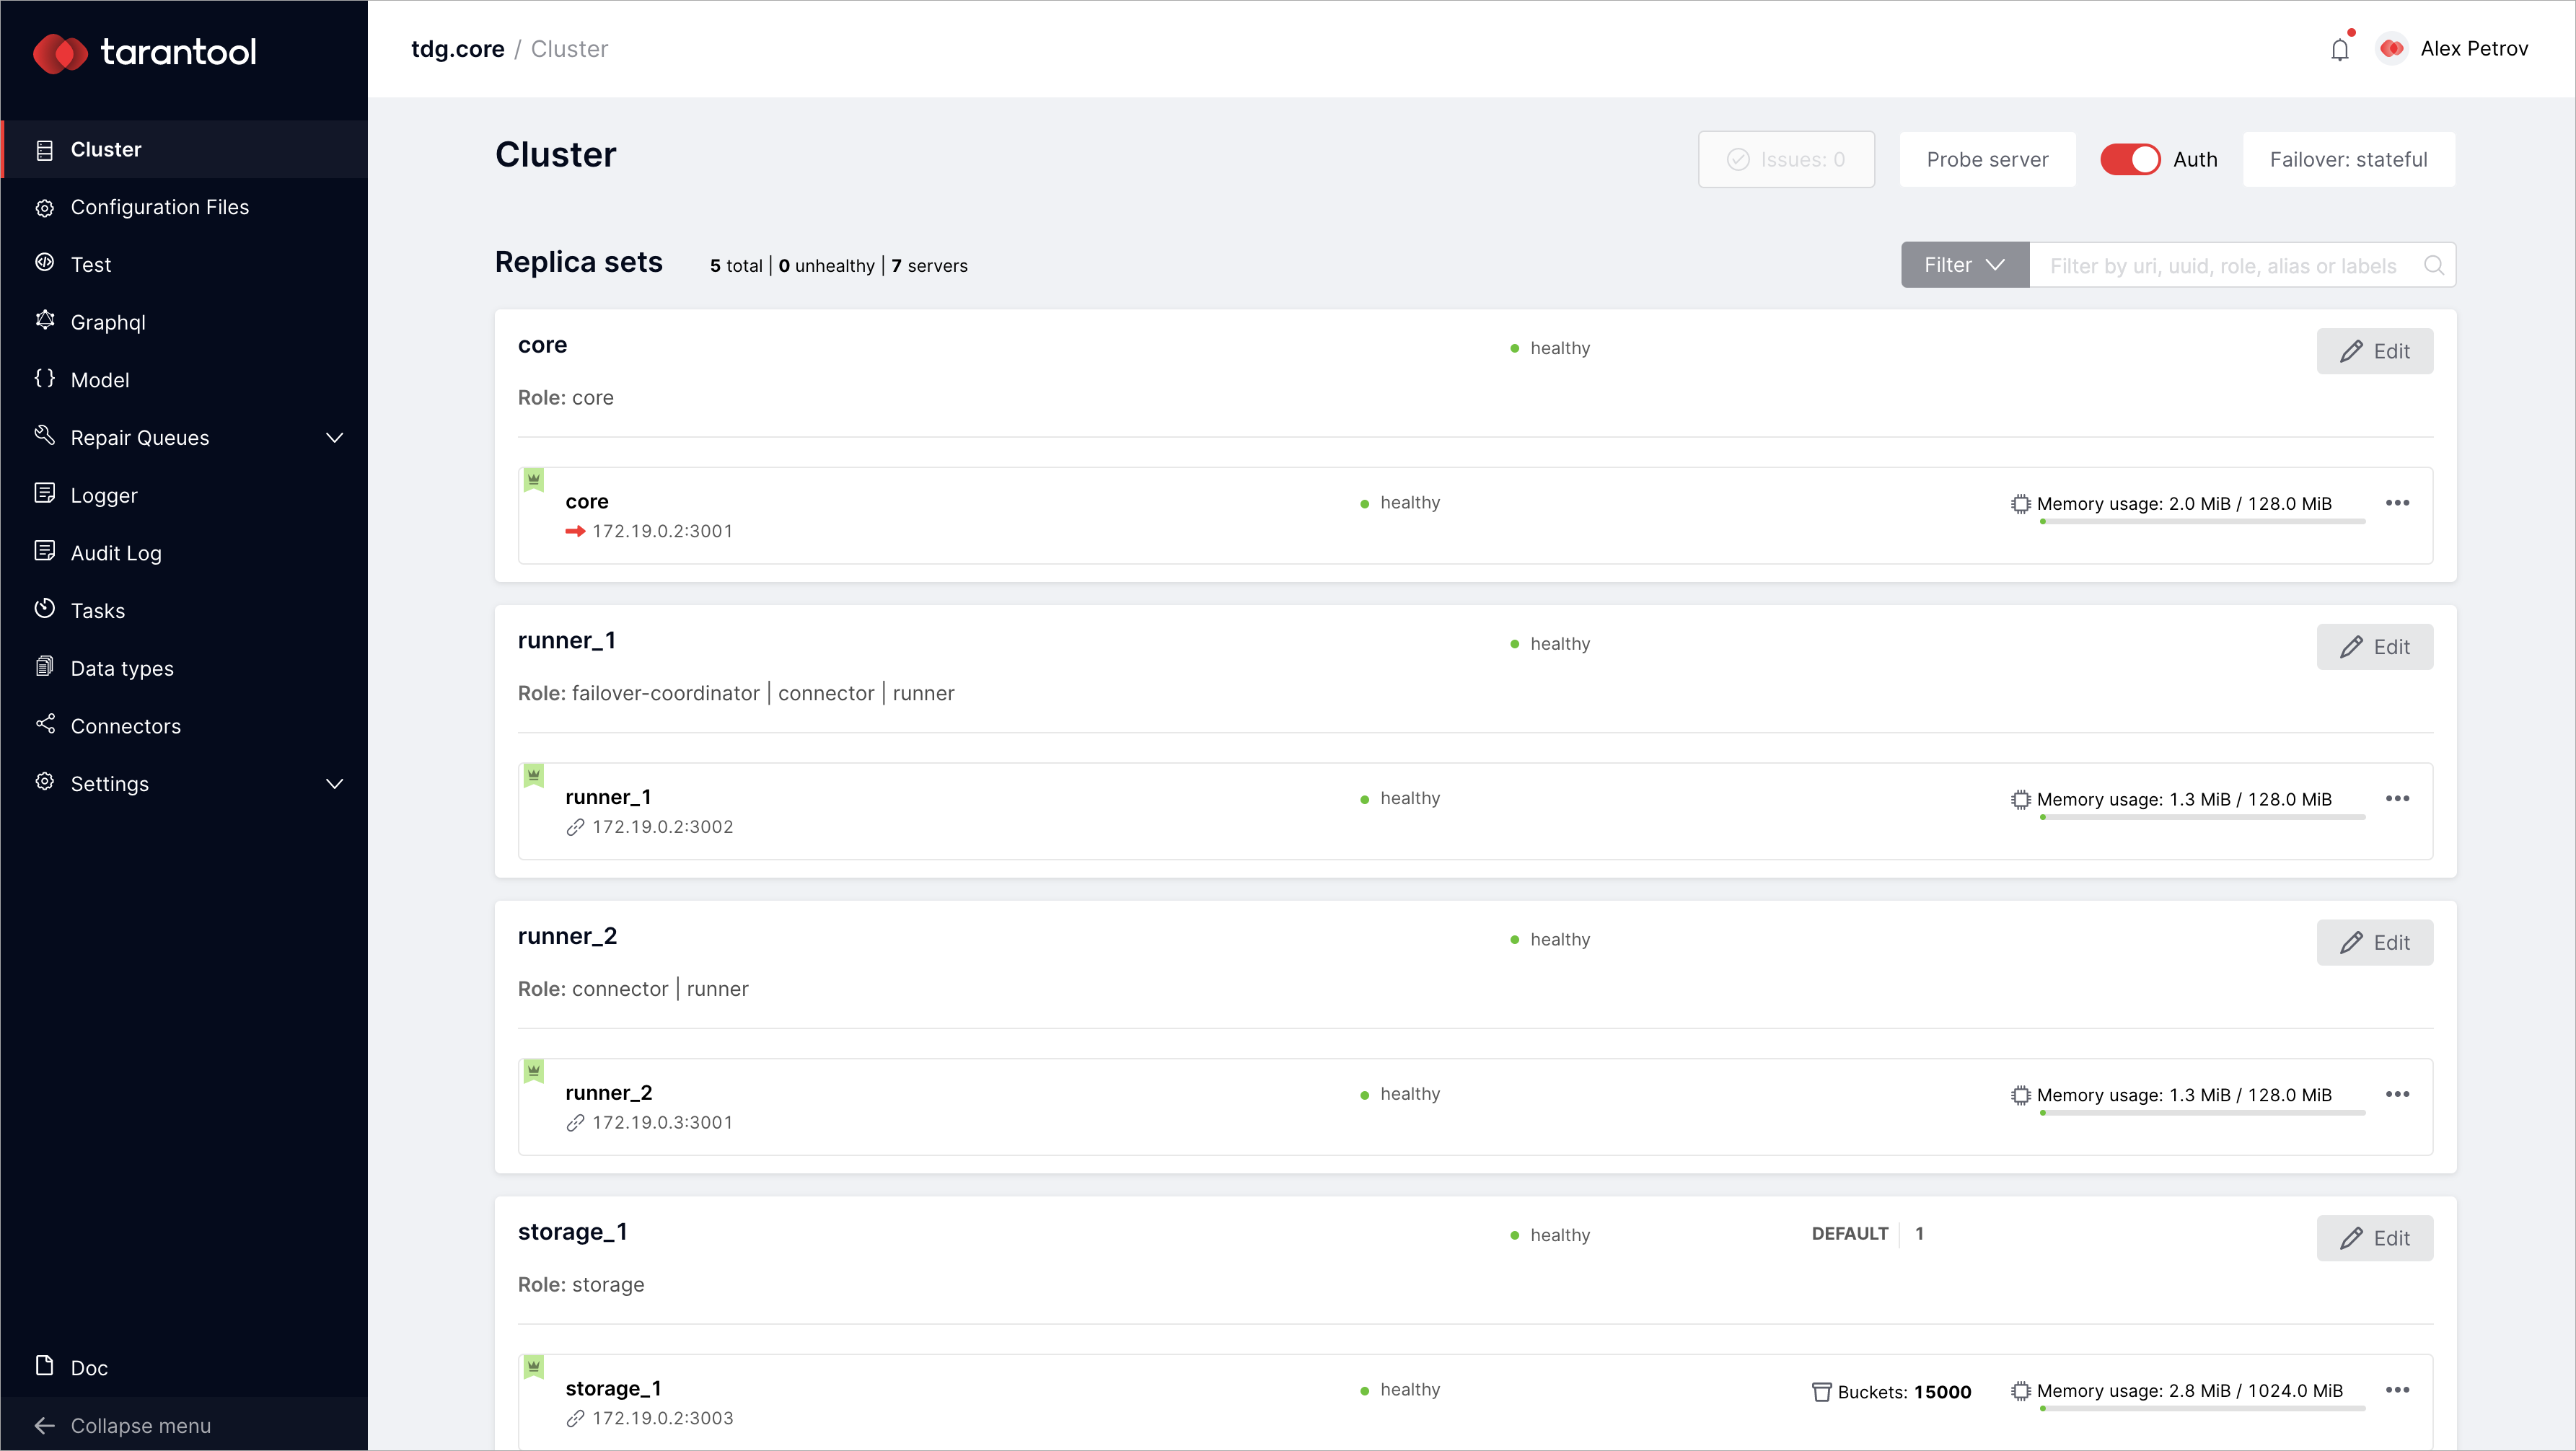 tarantool
Cluster
Configuration Files
Test
Graphql
Model
Repair Queues
Logger
Audit Log
Tasks
Data types
Connectors
Settings
Doc
Collapse menu
tdg.core / Cluster
Alex Petrov
Cluster
Issues: 0
Probe server
Auth
Failover: stateful
Replica sets
5 total | 0 unhealthy | 7 servers
Filter
Filter by uri, uuid, role, alias or labels
core
healthy
Edit
Role: core
core
healthy
Memory usage: 2.0 MiB / 128.0 MiB
172.19.0.2:3001
runner_1
healthy
Edit
Role: failover-coordinator | connector | runner
runner_1
healthy
Memory usage: 1.3 MiB / 128.0 MiB
172.19.0.2:3002
runner_2
healthy
Edit
Role: connector | runner
runner_2
healthy
Memory usage: 1.3 MiB / 128.0 MiB
172.19.0.3:3001
storage_1
healthy
DEFAULT | 1
Edit
Role: storage
storage_1
healthy
Buckets: 15000
Memory usage: 2.8 MiB / 1024.0 MiB
172.19.0.2:3003